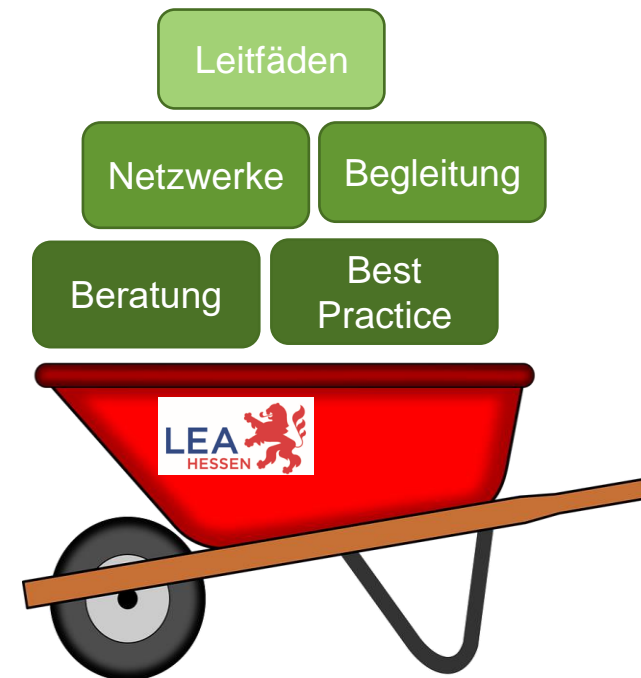 Leitfäden
Netzwerke
Begleitung
Beratung
Best
Practice
LEA
HESSEN